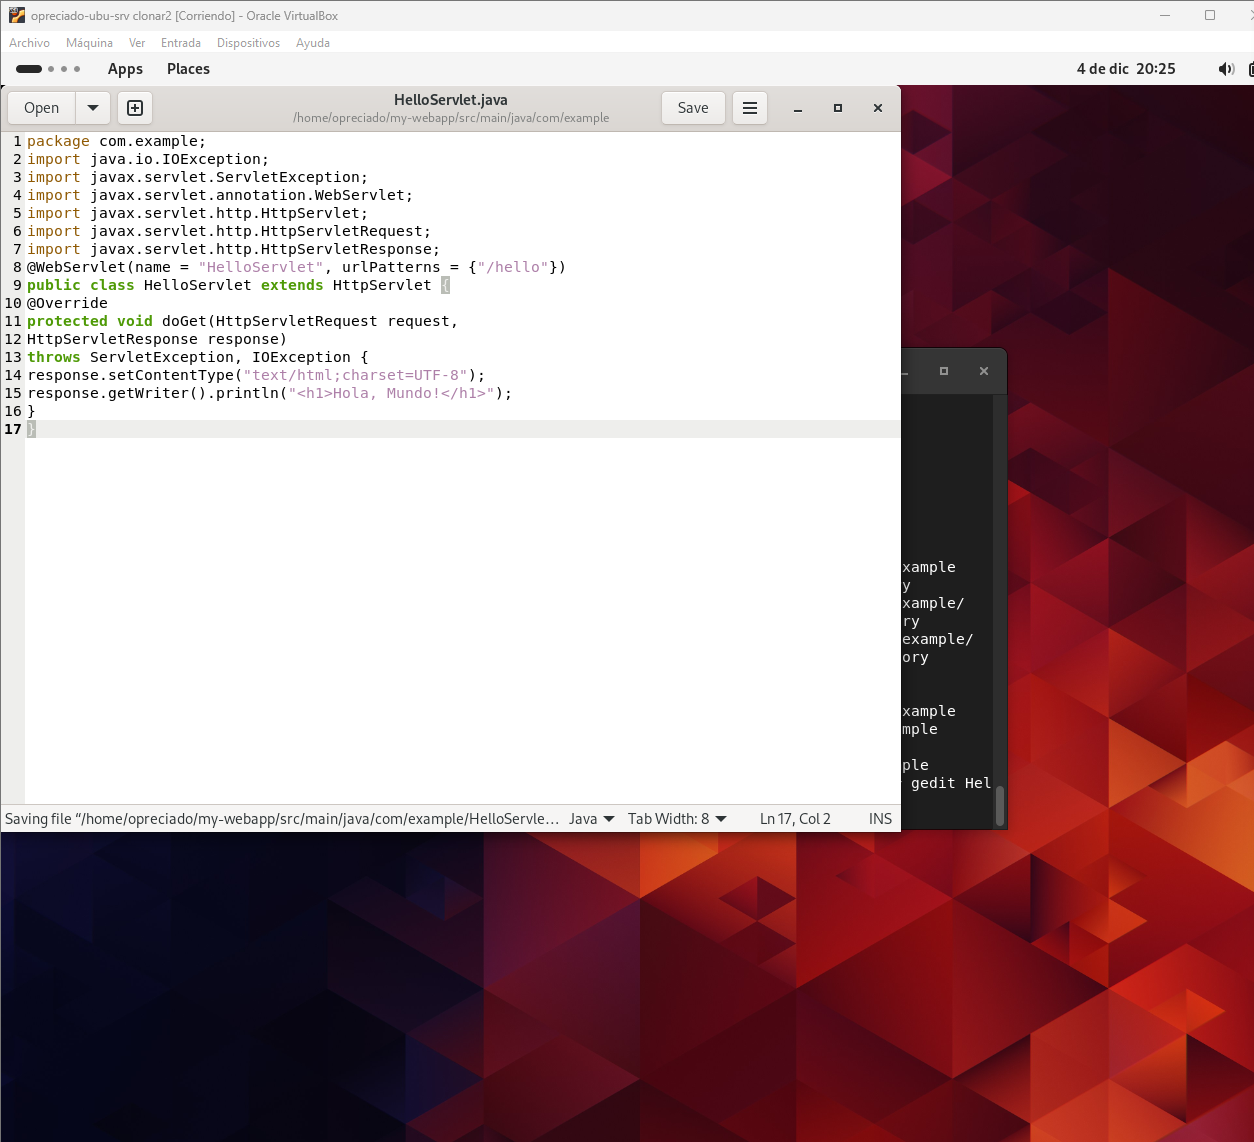 opreciado-ubu-srv clonar2 [Corriendo] - Oracle VirtualBox
Archivo Máquina Ver Entrada Dispositivos Ayuda
Apps Places 4 de dic 20:25
Open HelloServlet.java Save
/home/opreciado/my-webapp/src/main/java/com/example
1 package com.example;
2 import java.io.IOException;
3 import javax.servlet.ServletException;
4 import javax.servlet.annotation.WebServlet;
5 import javax.servlet.http.HttpServlet;
6 import javax.servlet.http.HttpServletRequest;
7 import javax.servlet.http.HttpServletResponse;
8 @WebServlet(name = "HelloServlet", urlPatterns = {"/hello"})
9 public class HelloServlet extends HttpServlet {
10 @Override
11 protected void doGet(HttpServletRequest request,
12 HttpServletResponse response)
13 throws ServletException, IOException {
14 response.setContentType("text/html;charset=UTF-8");
15 response.getWriter().println("<h1>Hola, Mundo!</h1>");
16 }
17 }
xample
y
xample/
ry
example/
ory
xample
mple
ple
gedit Hel
Saving file “/home/opreciado/my-webapp/src/main/java/com/example/HelloServle… Java Tab Width: 8 Ln 17, Col 2 INS